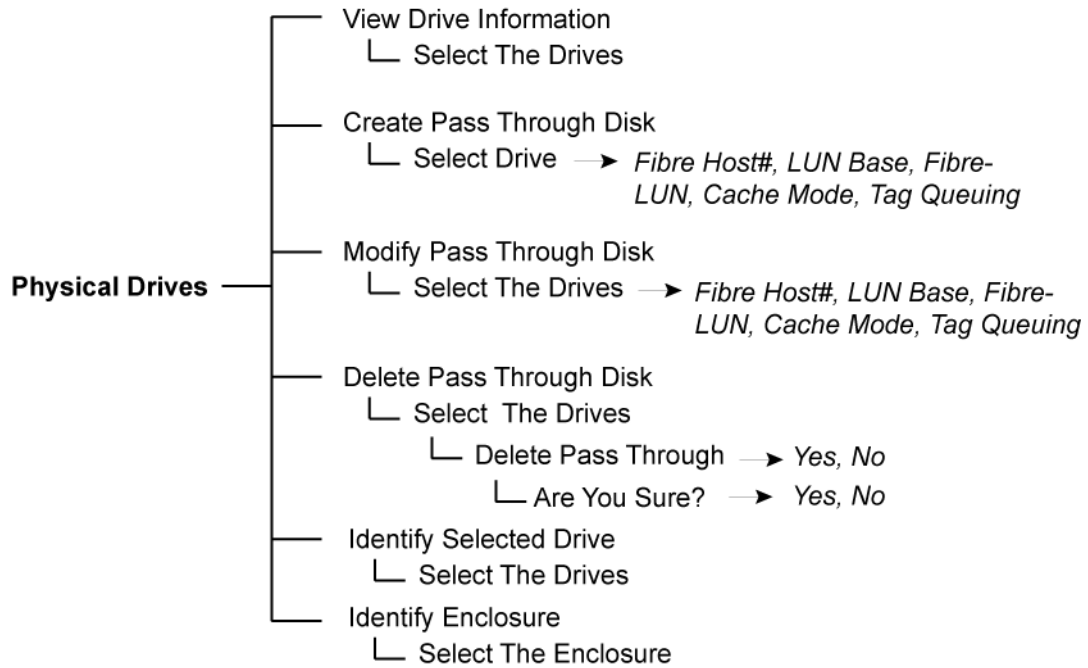 View Drive Information
Select The Drives
Create Pass Through Disk
Select Drive
Fibre Host#, LUN Base, Fibre-
LUN, Cache Mode, Tag Queuing
Modify Pass Through Disk
Physical Drives
Select The Drives
Fibre Host#, LUN Base, Fibre-
LUN, Cache Mode, Tag Queuing
Delete Pass Through Disk
Select The Drives
Delete Pass Through
Yes, No
Are You Sure?
Yes, No
Identify Selected Drive
Select The Drives
Identify Enclosure
Select The Enclosure